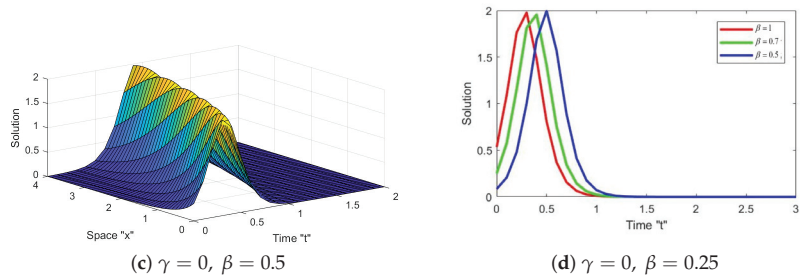 2
1.5
1
0.5
0
Solution
4
3
2
1
0
Space "x"
0
0.5
1
1.5
2
Time "t"
(c) γ = 0, β = 0.5
2
1.5
1
0.5
0
Solution
β = 1
β = 0.7
β = 0.5 ,
0
0.5
1
1.5
2
2.5
3
Time "t"
(d) γ = 0, β = 0.25